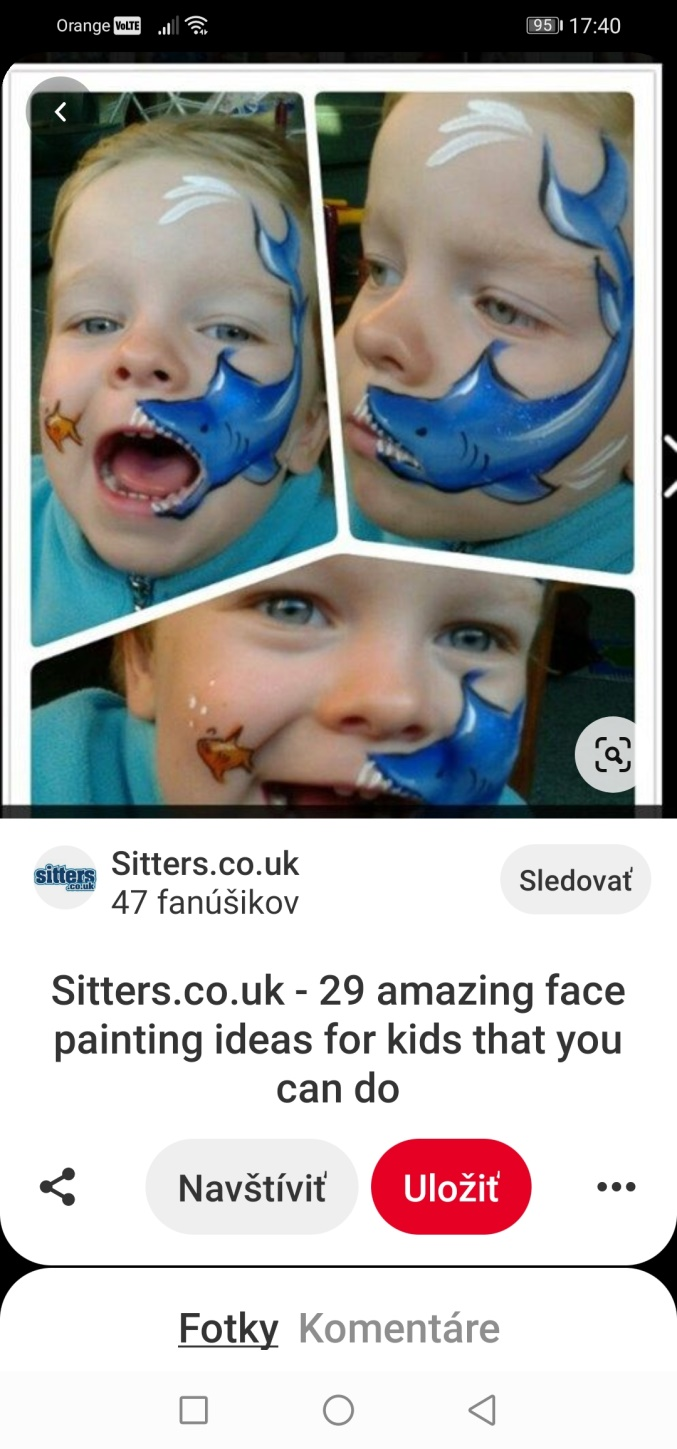 Orange VoLTE 95 17:40
sitters
.co.uk
Sitters.co.uk
47 fanúšikov
Sledovať
Sitters.co.uk - 29 amazing face
painting ideas for kids that you
can do
Navštíviť Uložiť
Fotky Komentáre